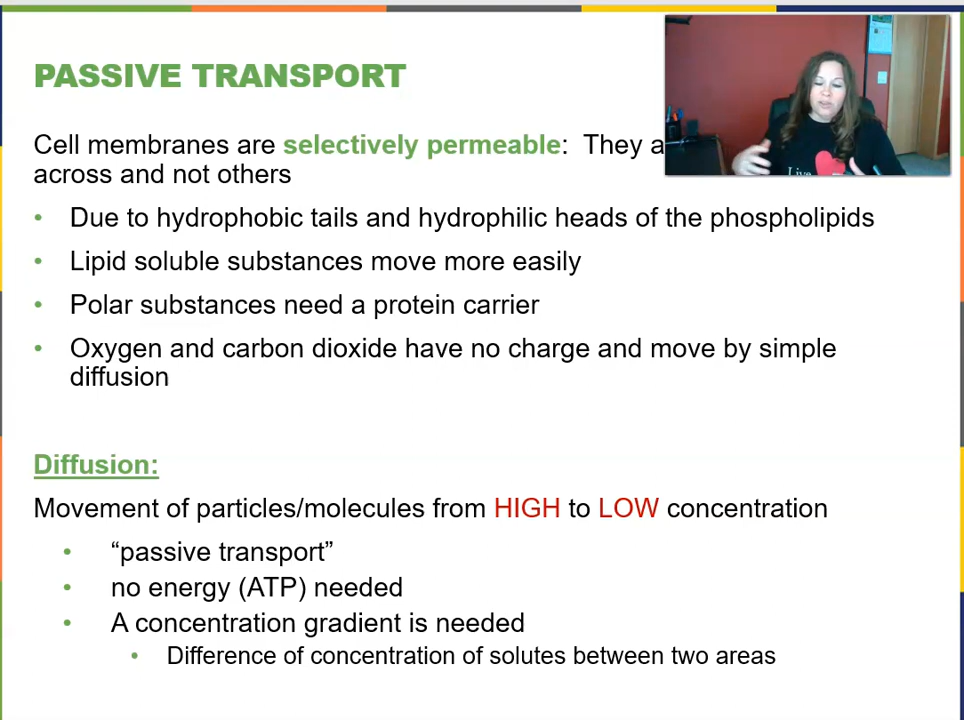 PASSIVE TRANSPORT
Cell membranes are selectively permeable: They a
across and not others
• Due to hydrophobic tails and hydrophilic heads of the phospholipids
• Lipid soluble substances move more easily
• Polar substances need a protein carrier
• Oxygen and carbon dioxide have no charge and move by simple
diffusion
Diffusion:
Movement of particles/molecules from HIGH to LOW concentration
• “passive transport”
• no energy (ATP) needed
• A concentration gradient is needed
• Difference of concentration of solutes between two areas
Live